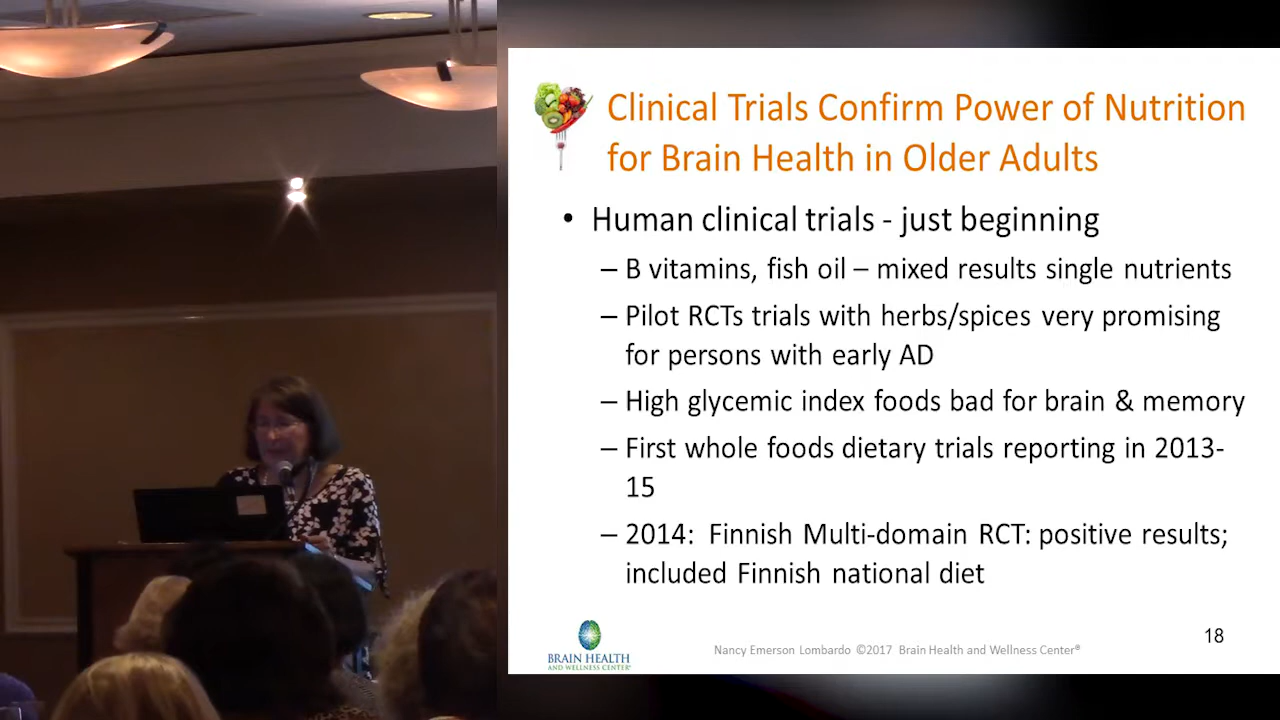 Clinical Trials Confirm Power of Nutrition
for Brain Health in Older Adults
• Human clinical trials - just beginning
– B vitamins, fish oil – mixed results single nutrients
– Pilot RCTs trials with herbs/spices very promising
for persons with early AD
– High glycemic index foods bad for brain & memory
– First whole foods dietary trials reporting in 2013-
15
– 2014: Finnish Multi-domain RCT: positive results;
included Finnish national diet
18
BRAIN HEALTH
AND WELLNESS CENTER®
Nancy Emerson Lombardo ©2017 Brain Health and Wellness Center®